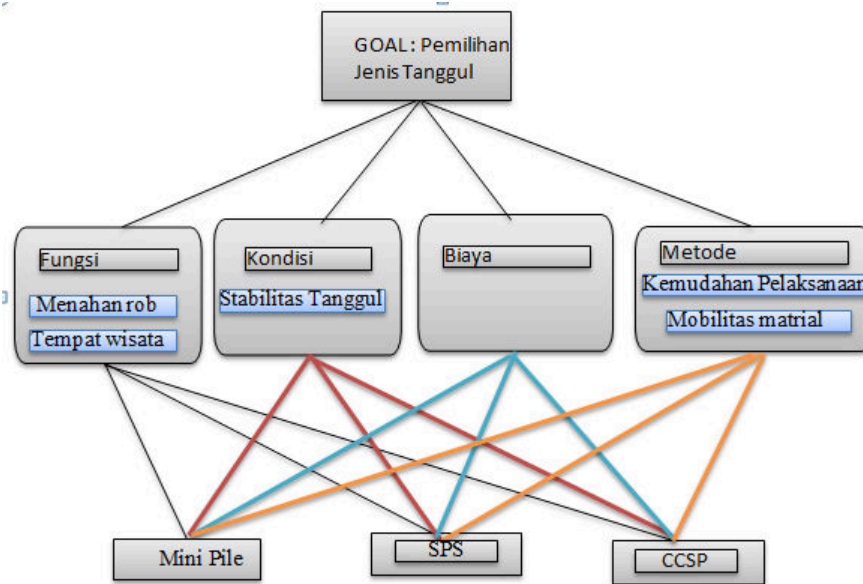 GOAL: Pemilihan
Jenis Tanggul
Fungsi
Menahan rob
Tempat wisata
Kondisi
Stabilitas Tanggul
Biaya
Metode
Kemudahan Pelaksanaan
Mobilitas matrial
Mini Pile
SPS
CCSP